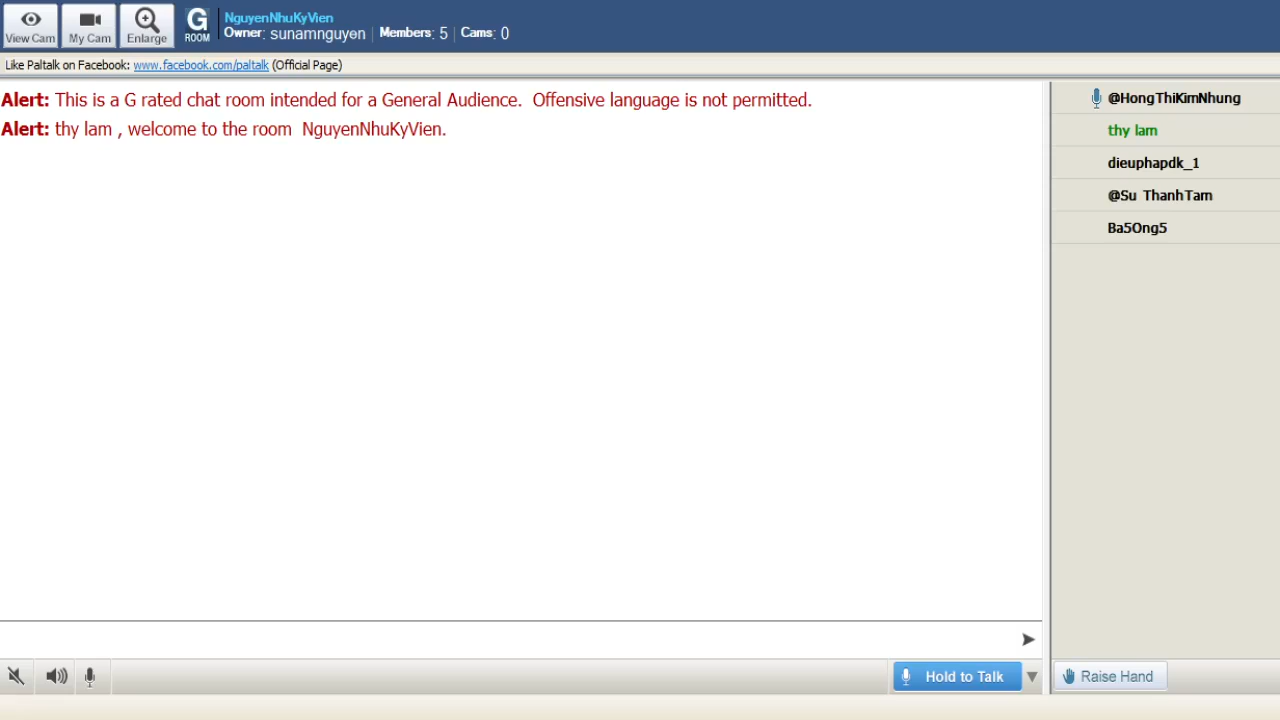 View Cam
My Cam
Enlarge
G
ROOM
NguyenNhuKyVien
Owner: sunamnguyen | Members: 5 | Cams: 0
Like Paltalk on Facebook: www.facebook.com/paltalk (Official Page)
Alert: This is a G rated chat room intended for a General Audience. Offensive language is not permitted.
Alert: thy lam , welcome to the room NguyenNhuKyVien.
@HongThiKimNhung
thy lam
dieuphapdk_1
@Su ThanhTam
Ba5Ong5
Hold to Talk
Raise Hand